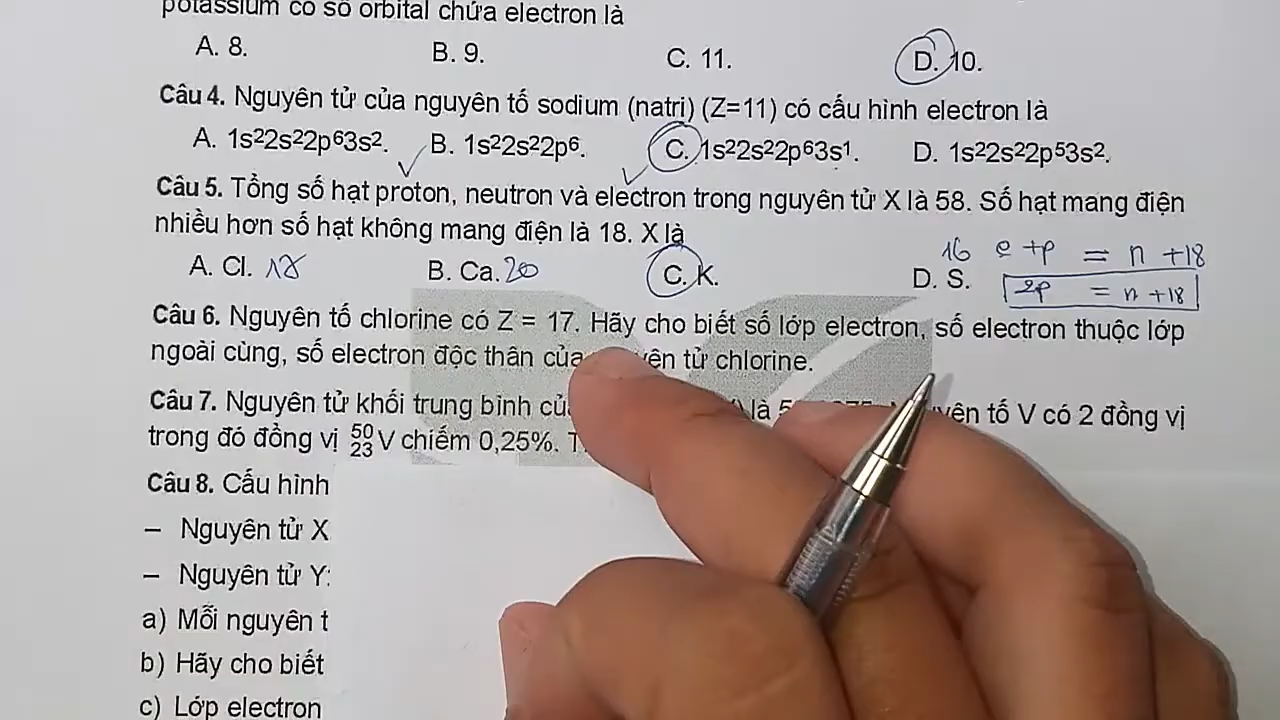 potassium có số orbital chứa electron là
A. 8. B. 9. C. 11. D. 10.
Câu 4. Nguyên tử của nguyên tố sodium (natri) (Z=11) có cấu hình electron là
A. 1s²2s²2p⁶3s². B. 1s²2s²2p⁶. C. 1s²2s²2p⁶3s¹. D. 1s²2s²2p⁵3s².
Câu 5. Tổng số hạt proton, neutron và electron trong nguyên tử X là 58. Số hạt mang điện
nhiều hơn số hạt không mang điện là 18. X là
16 e + p = n + 18
A. Cl. B. Ca. 20 C. K. D. S.
2p = n + 18
Câu 6. Nguyên tố chlorine có Z = 17. Hãy cho biết số lớp electron, số electron thuộc lớp
ngoài cùng, số electron độc thân của tử chlorine.
Câu 7. Nguyên tử khối trung bình là tố V có 2 đồng vị
trong đó đồng vị ⁵⁰₂₃V chiếm 0,25%.
Câu 8. Cấu hình
– Nguyên tử X
– Nguyên tử Y:
a) Mỗi nguyên t
b) Hãy cho biết
c) Lớp electron